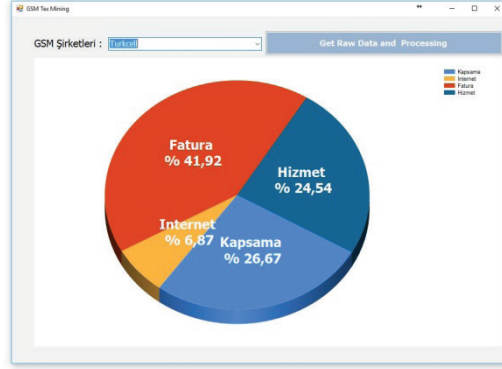 GSM Tex Mining
GSM Şirketleri : Turkcell
Get Raw Data and Processing
Kapsama
Internet
Fatura
Hizmet
Fatura
% 41,92
Hizmet
% 24,54
Internet
% 6,87
Kapsama
% 26,67